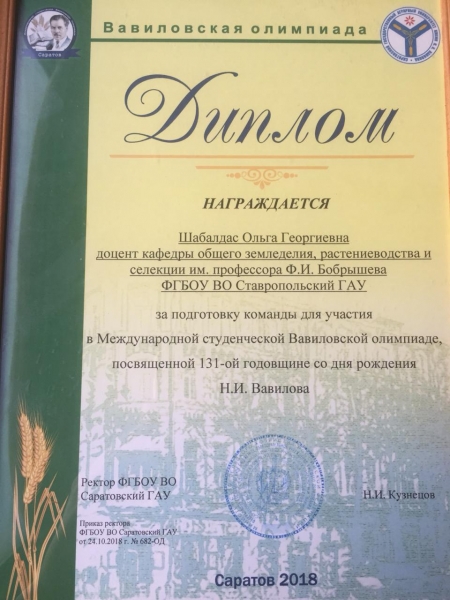 Вавиловская олимпиада
Саратов
Диплом
НАГРАЖДАЕТСЯ
Шабалдас Ольга Георгиевна
доцент кафедры общего земледелия, растениеводства и
селекции им. профессора Ф.И. Бобрышева
ФГБОУ ВО Ставропольский ГАУ
за подготовку команды для участия
в Международной студенческой Вавиловской олимпиаде,
посвященной 131-ой годовщине со дня рождения
Н.И. Вавилова
Ректор ФГБОУ ВО
Саратовский ГАУ
Н.И. Кузнецов
Приказ ректора
ФГБОУ ВО Саратовский ГАУ
от 24.10.2018 г. № 682-ОД
Саратов 2018